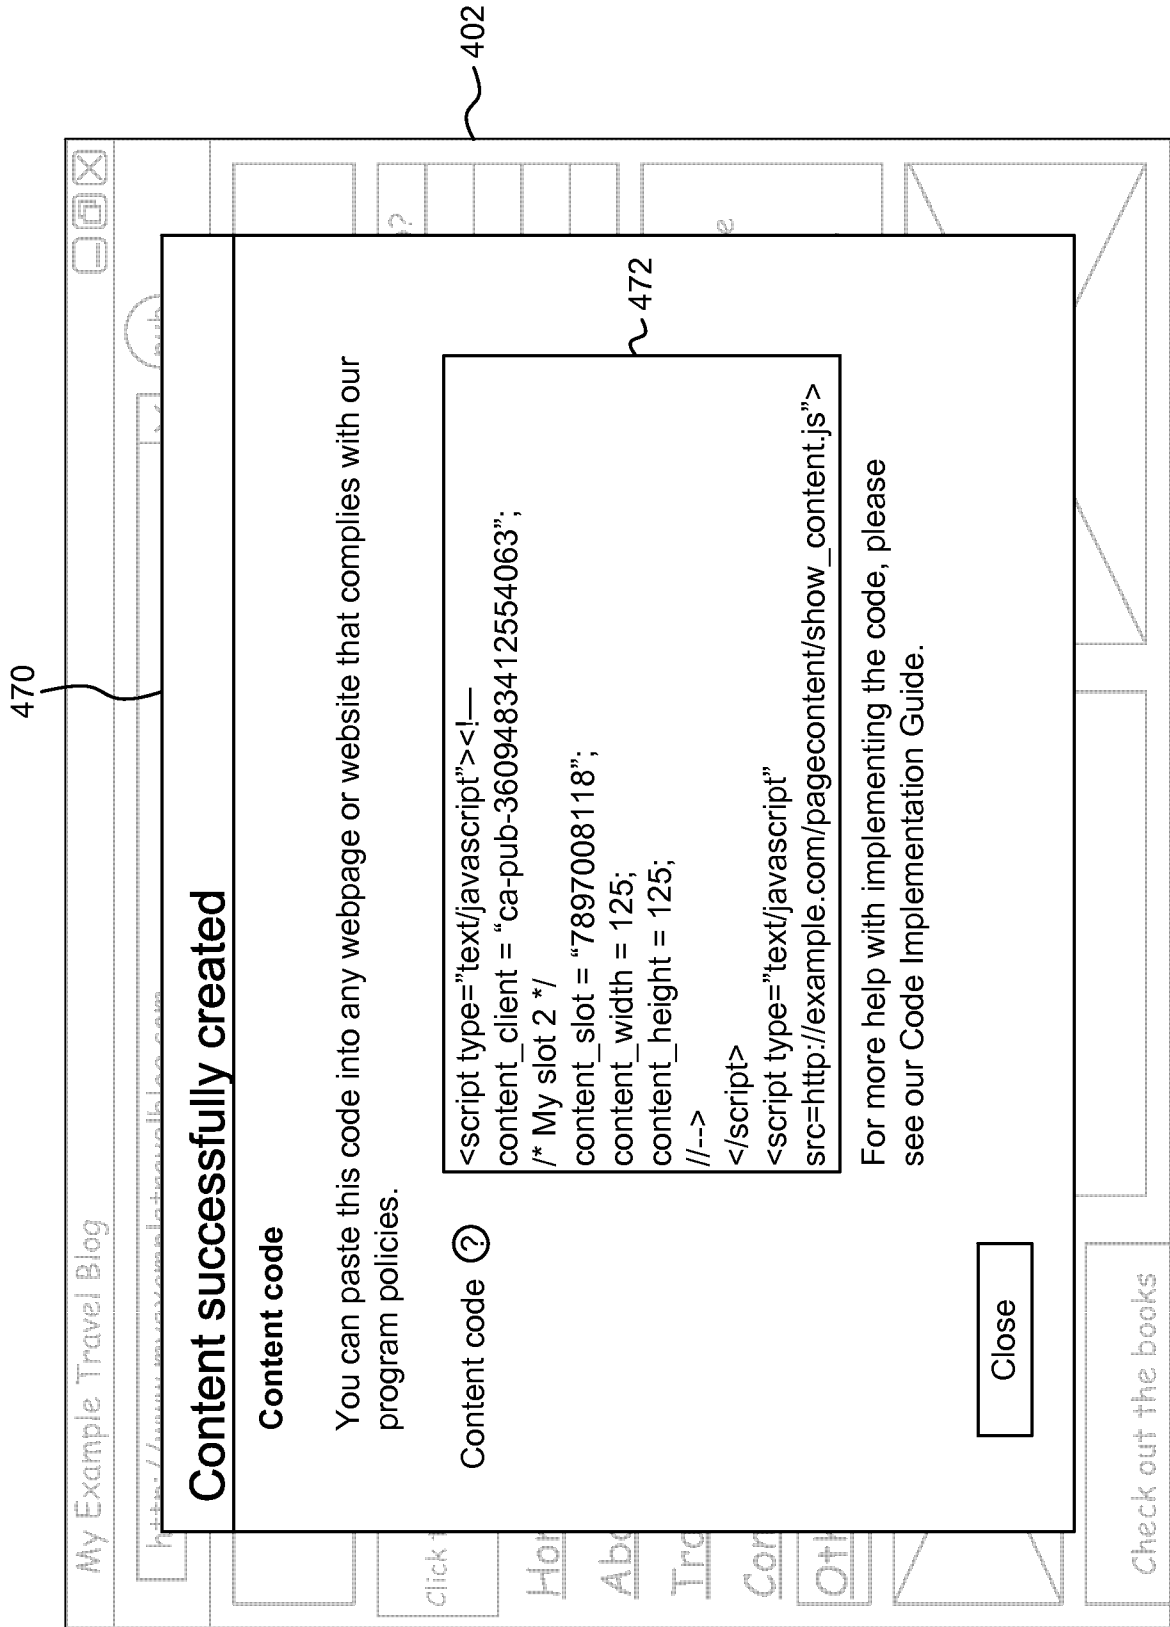 470
402
My Example Travel Blog
Content successfully created
Content code
You can paste this code into any webpage or website that complies with our
program policies.
Content code ?
<script type=”text/javascript”><!—
content_client = “ca-pub-3609483412554063”;
/* My slot 2 */
content_slot = “7897008118”;
content_width = 125;
content_height = 125;
//-->
</script>
<script type=”text/javascript”
src=http://example.com/pagecontent/show_content.js”>
472
For more help with implementing the code, please
see our Code Implementation Guide.
Close
Click
Check out the books